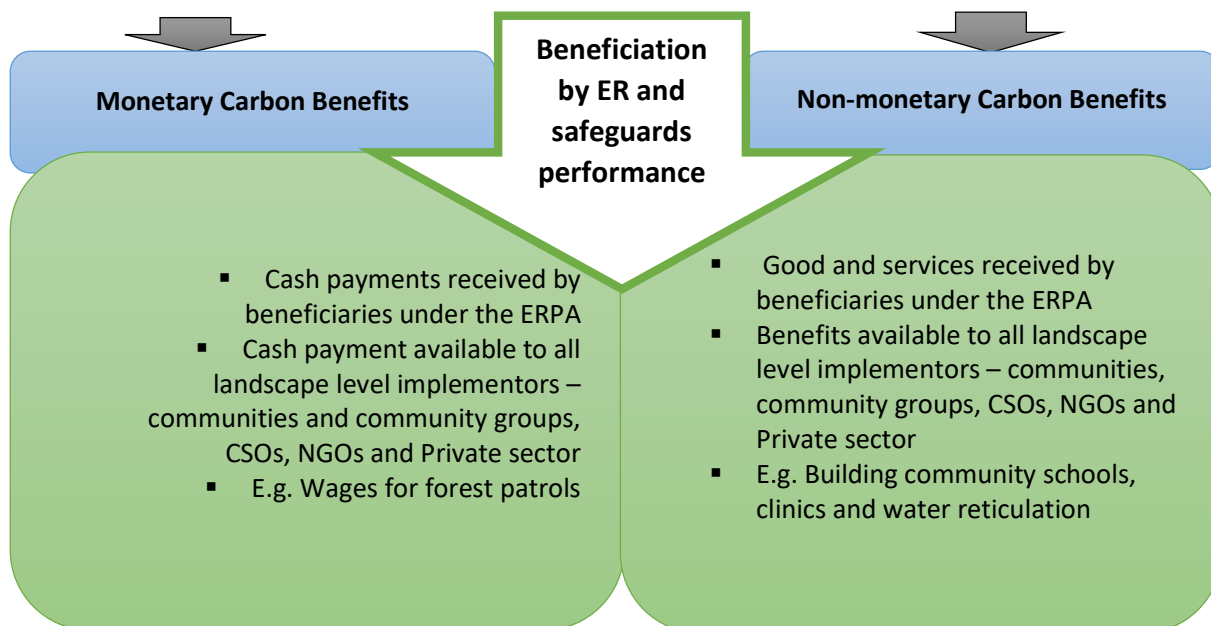 Beneficiation
by ER and
safeguards
performance
Monetary Carbon Benefits
Non-monetary Carbon Benefits
▪ Cash payments received by
beneficiaries under the ERPA
▪ Cash payment available to all
landscape level implementors –
communities and community groups,
CSOs, NGOs and Private sector
▪ E.g. Wages for forest patrols
▪ Good and services received by
beneficiaries under the ERPA
▪ Benefits available to all landscape
level implementors – communities,
community groups, CSOs, NGOs and
Private sector
▪ E.g. Building community schools,
clinics and water reticulation